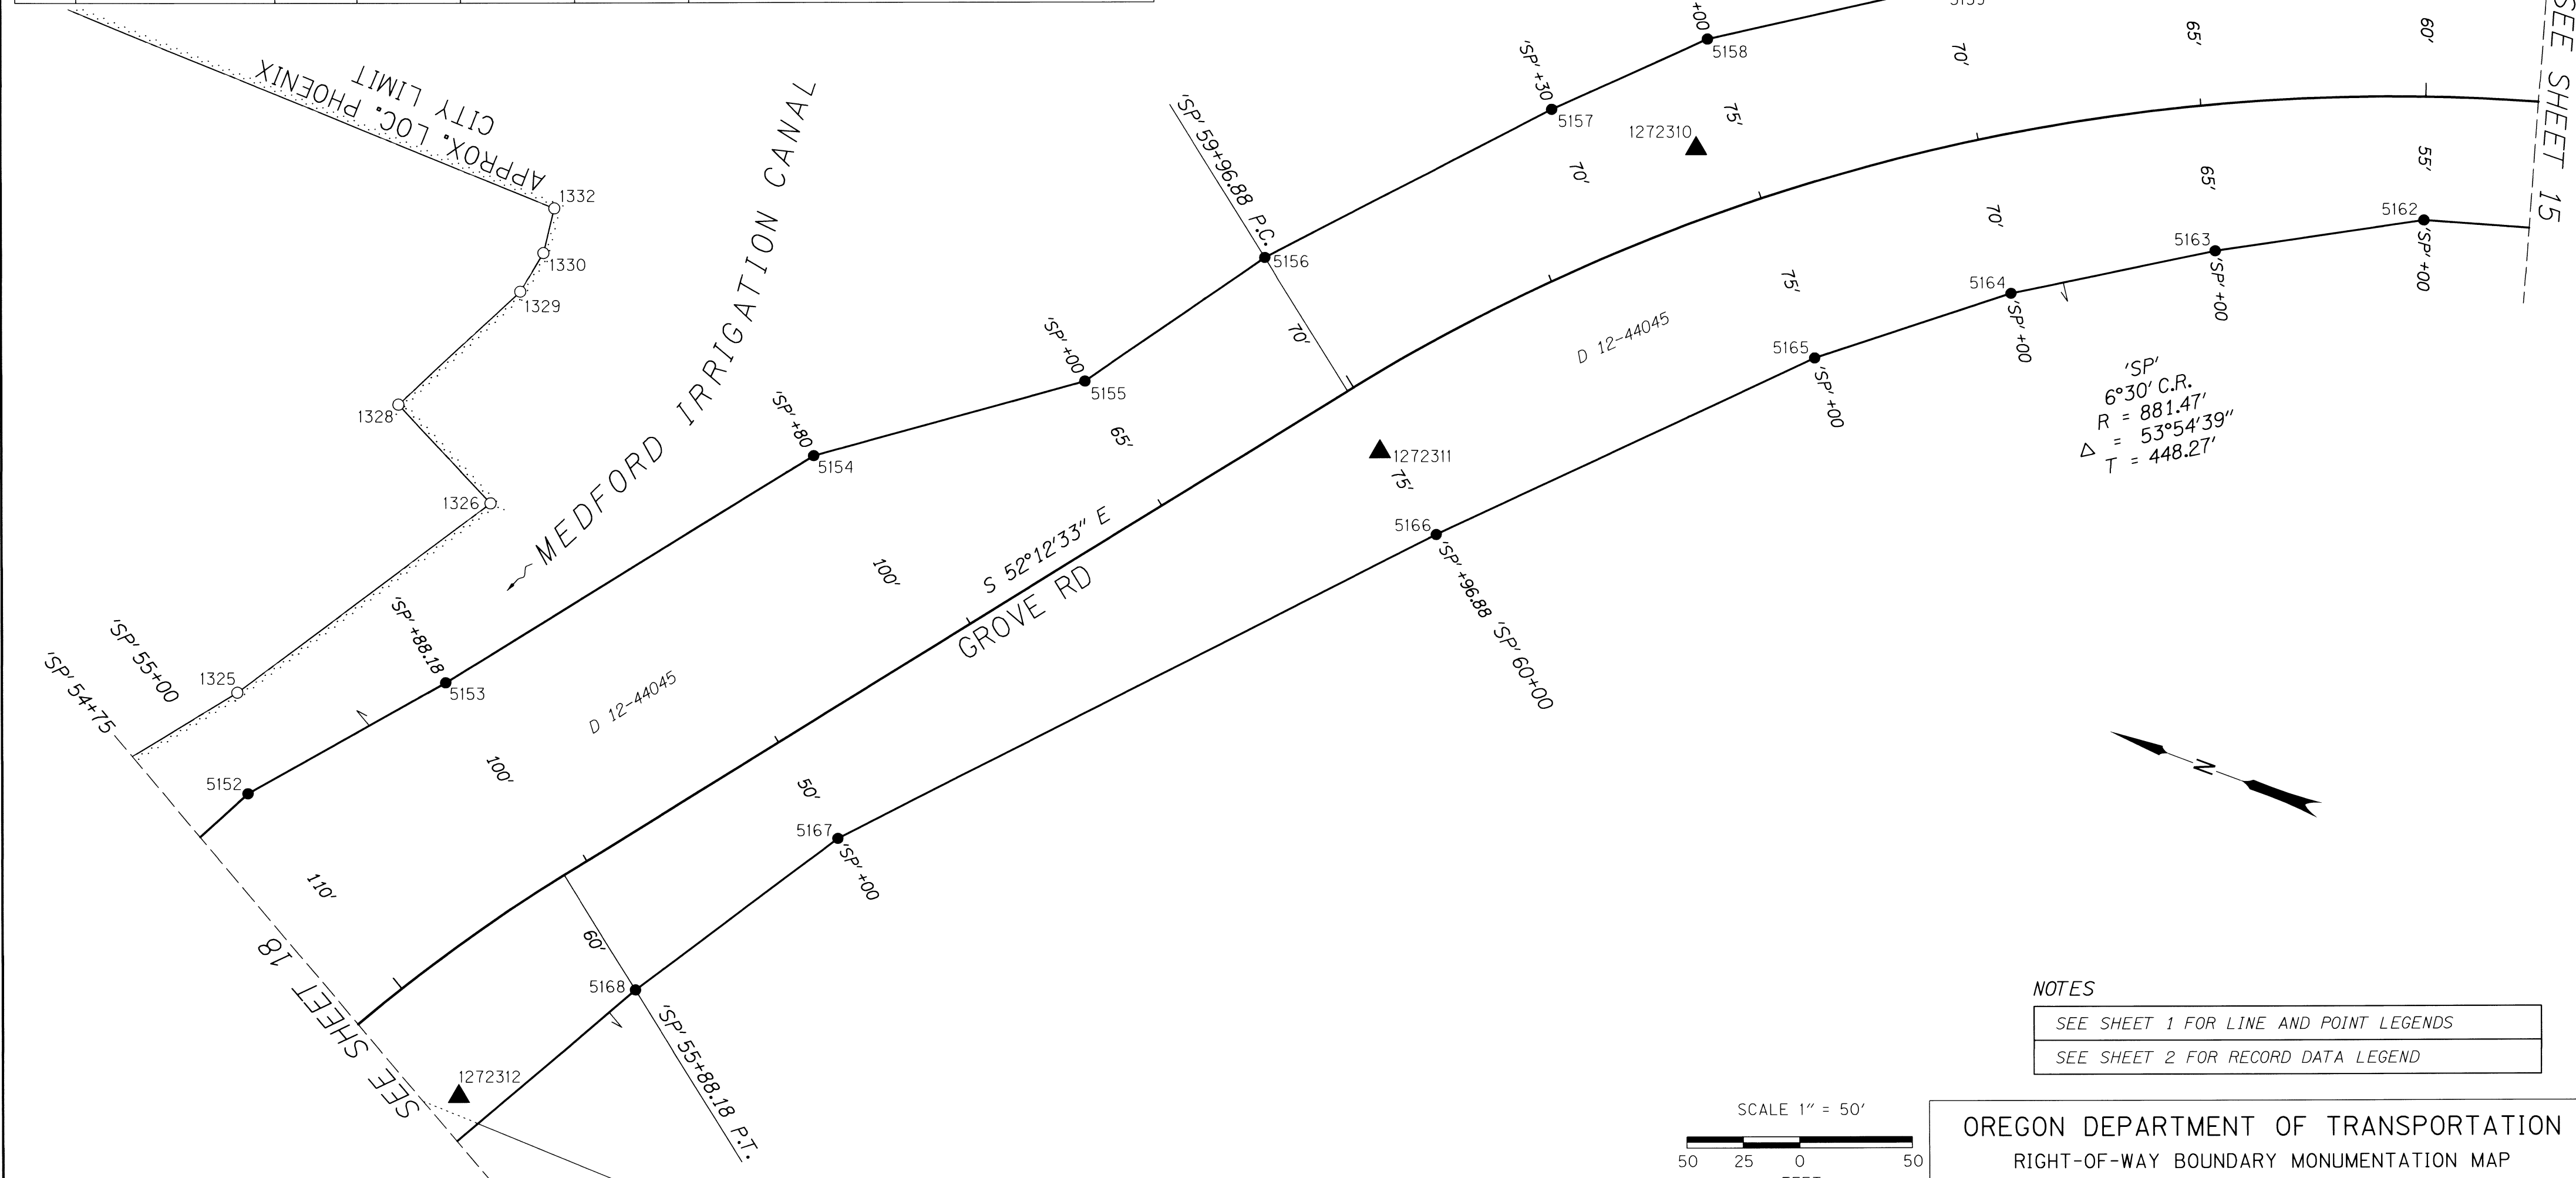 APPROX. LOC. PHOENIX
CITY LIMIT
1332
1330
1329
1328
1326
1325
MEDFORD IRRIGATION CANAL
'SP' 55+00
'SP' 54+75
SEE SHEET 18
5152
'SP' +88.18
5153
'SP' +80
5154
'SP' +00
5155
'SP' 59+96.88 P.C.
5156
'SP' +30
5157
+00
5158
1272310
70'
75'
70'
65'
60'
SEE SHEET 15
70'
65'
100'
100'
110'
D 12-44045
S 52°12'33" E
GROVE RD
1272311
75'
D 12-44045
75'
70'
65'
55'
5162
'SP' +00
5163
'SP' +00
5164
'SP' +00
5165
'SP' +00
5166
'SP' +96.88
'SP' 60+00
'SP'
6°30' C.R.
R = 881.47'
Δ = 53°54'39"
T = 448.27'
50'
5167
'SP' +00
60'
5168
'SP' 55+88.18 P.T.
1272312
N
NOTES
SEE SHEET 1 FOR LINE AND POINT LEGENDS
SEE SHEET 2 FOR RECORD DATA LEGEND
SCALE 1" = 50'
50 25 0 50
OREGON DEPARTMENT OF TRANSPORTATION
RIGHT-OF-WAY BOUNDARY MONUMENTATION MAP